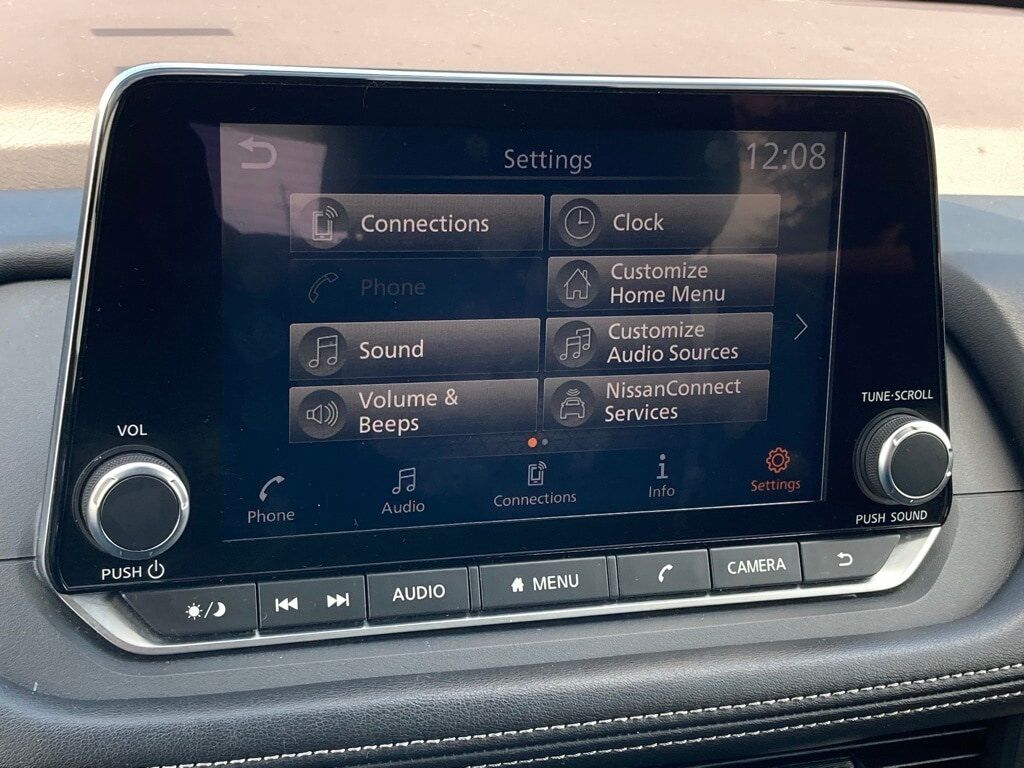 Settings
12:08
Connections
Clock
Phone
Customize
Home Menu
Sound
Customize
Audio Sources
Volume &
Beeps
NissanConnect
Services
Phone
Audio
Connections
Info
Settings
VOL
PUSH
TUNE·SCROLL
PUSH SOUND
AUDIO
MENU
CAMERA